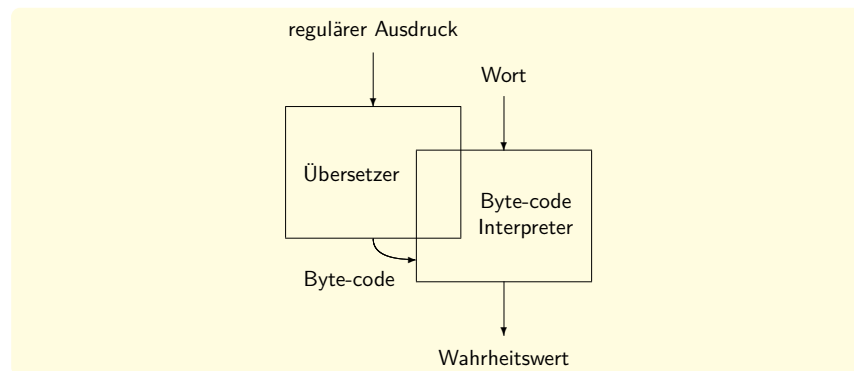 regulärer Ausdruck
Wort
Übersetzer
Byte-code
Interpreter
Byte-code
Wahrheitswert